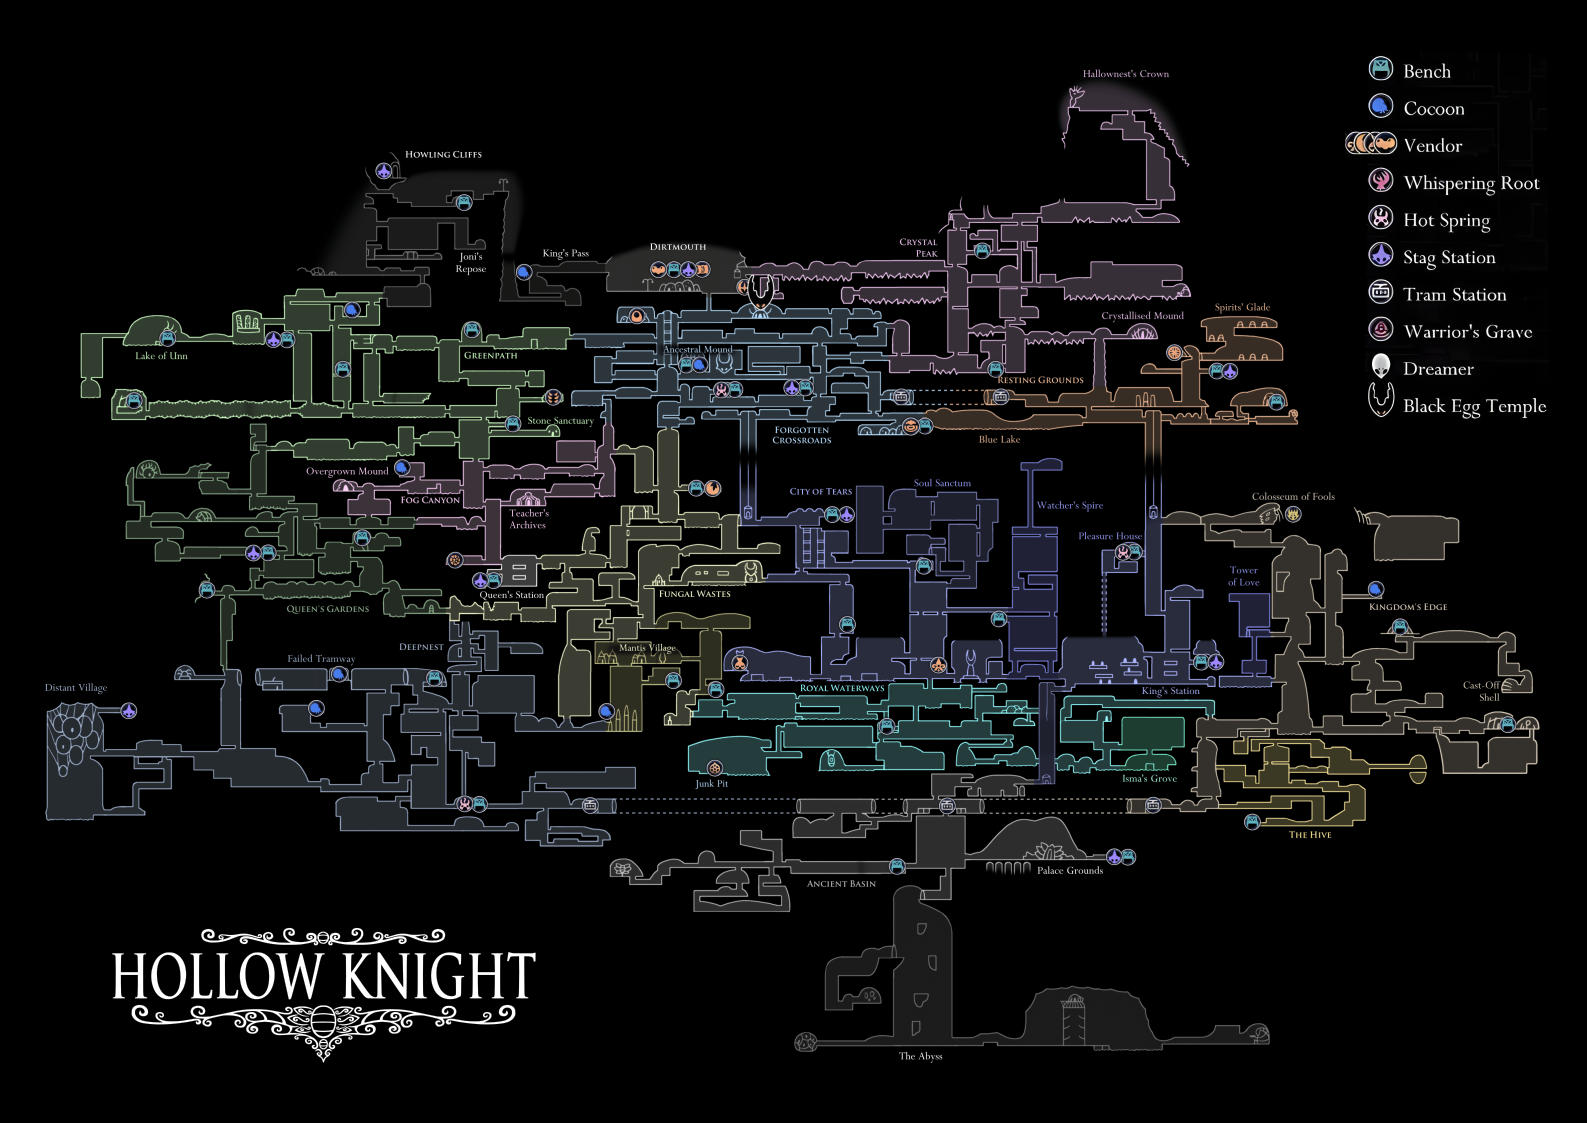 Hallownest's Crown
Bench
Cocoon
Vendor
Whispering Root
Hot Spring
Stag Station
Tram Station
Warrior's Grave
Dreamer
Black Egg Temple
HOWLING CLIFFS
Joni's
Repose
King's Pass
DIRTMOUTH
CRYSTAL
PEAK
Crystallised Mound
Spirits' Glade
Lake of Unn
GREENPATH
Ancestral Mound
RESTING GROUNDS
Stone Sanctuary
FORGOTTEN
CROSSROADS
Blue Lake
Overgrown Mound
FOG CANYON
Teacher's
Archives
CITY OF TEARS
Soul Sanctum
Watcher's Spire
Colosseum of Fools
Pleasure House
Tower
of Love
Queen's Station
FUNGAL WASTES
QUEEN'S GARDENS
KINGDOM'S EDGE
DEEPNEST
Mantis Village
Failed Tramway
Distant Village
ROYAL WATERWAYS
King's Station
Cast-Off
Shell
Junk Pit
Isma's Grove
THE HIVE
ANCIENT BASIN
Palace Grounds
HOLLOW KNIGHT
The Abyss